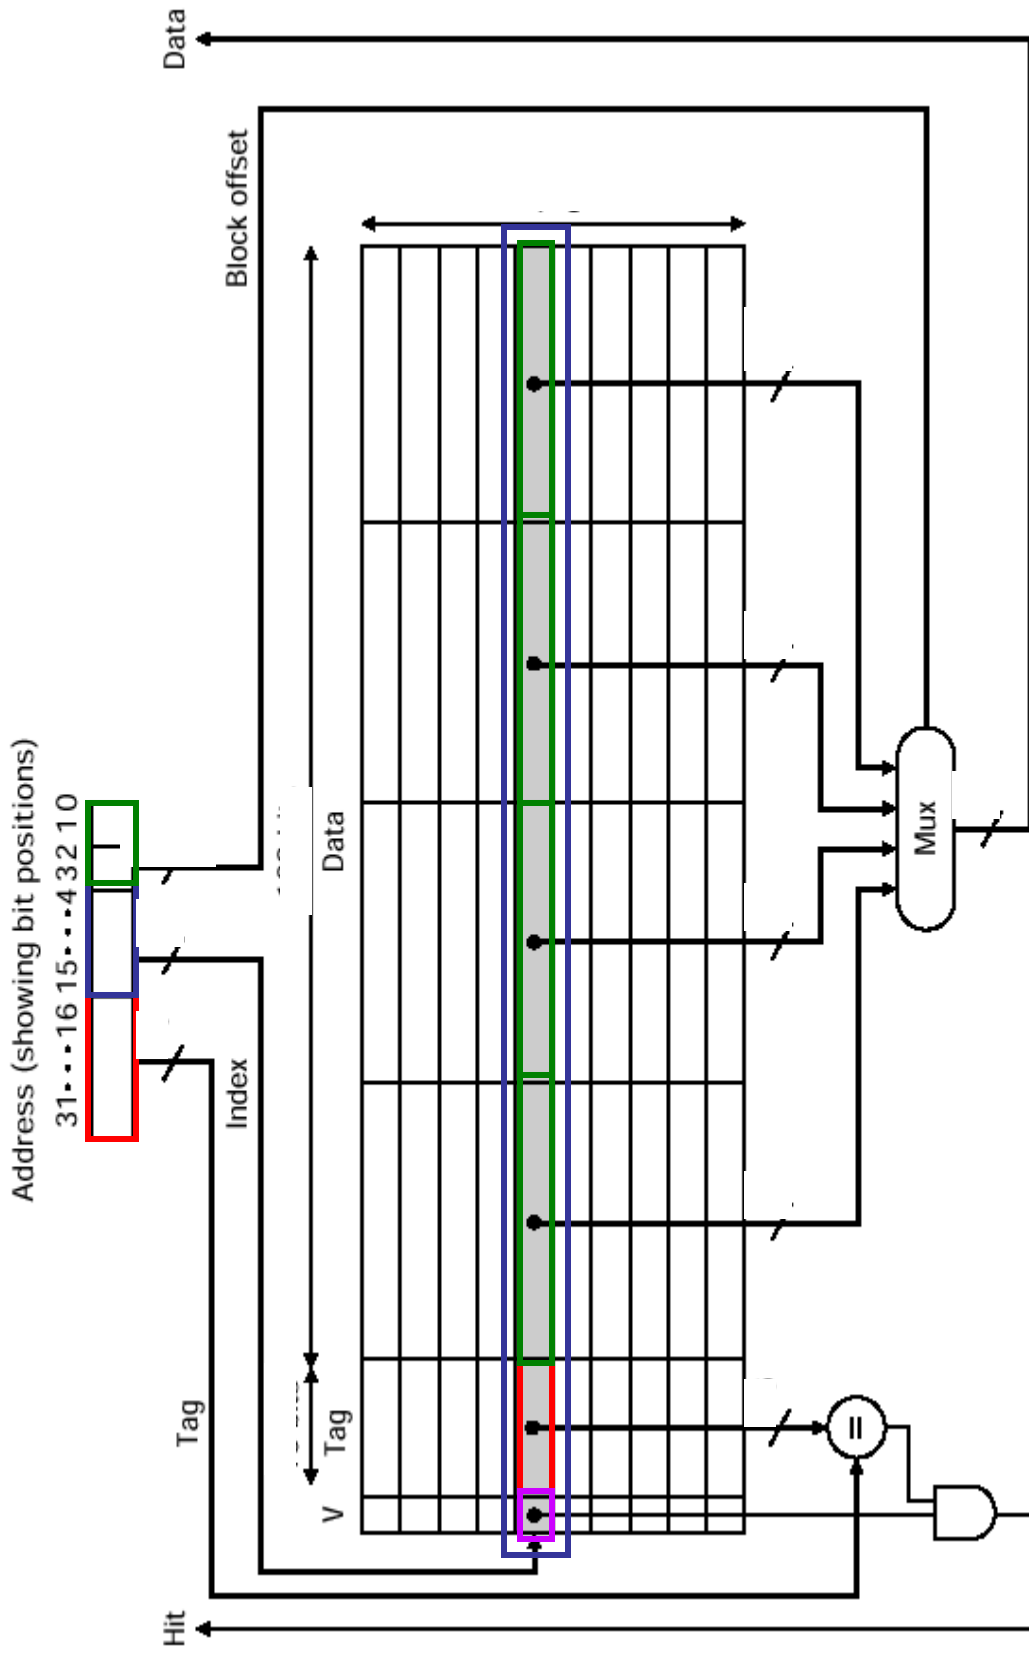 Address (showing bit positions)
31 • • • 16 15 • • • 4 3 2 1 0
Hit
Tag
Index
Block offset
Data
V
Tag
Data
=
Mux